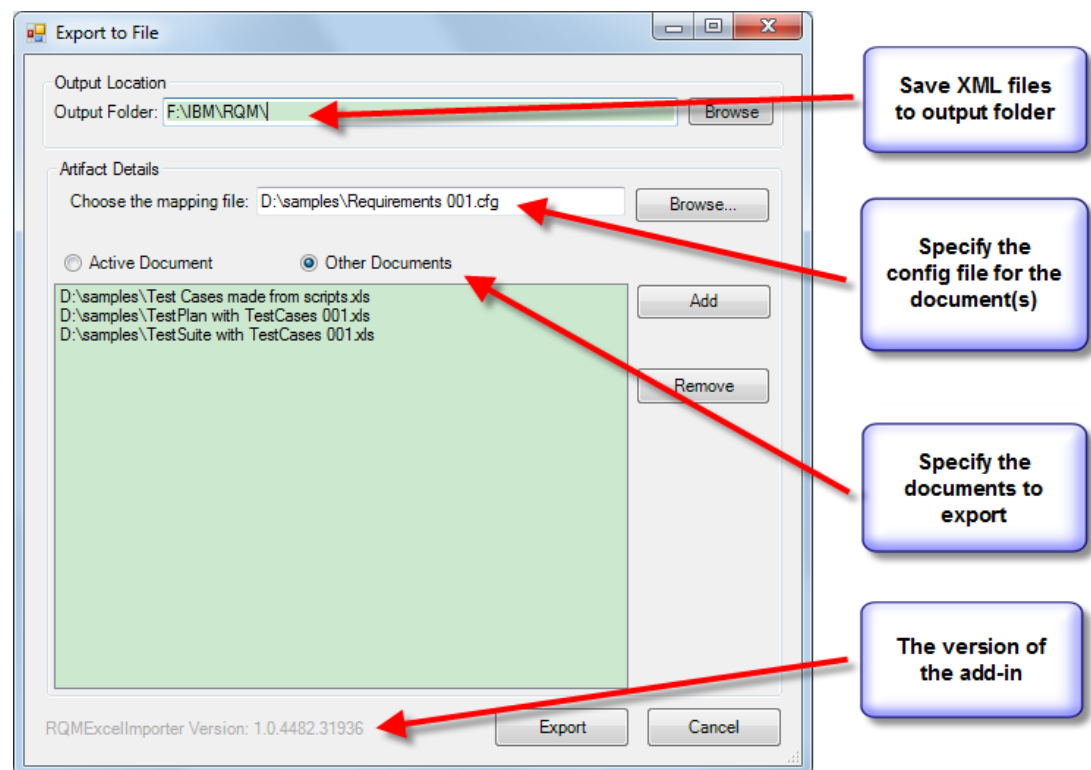 Export to File
Output Location
Output Folder: F:\IBM\RQM\
Browse
Save XML files
to output folder
Artifact Details
Choose the mapping file: D:\samples\Requirements 001.cfg
Browse...
Specify the
config file for the
document(s)
Active Document
Other Documents
D:\samples\Test Cases made from scripts.xls
D:\samples\TestPlan with TestCases 001.xls
D:\samples\TestSuite with TestCases 001.xls
Add
Remove
Specify the
documents to
export
The version of
the add-in
RQMExcelImporter Version: 1.0.4482.31936
Export
Cancel